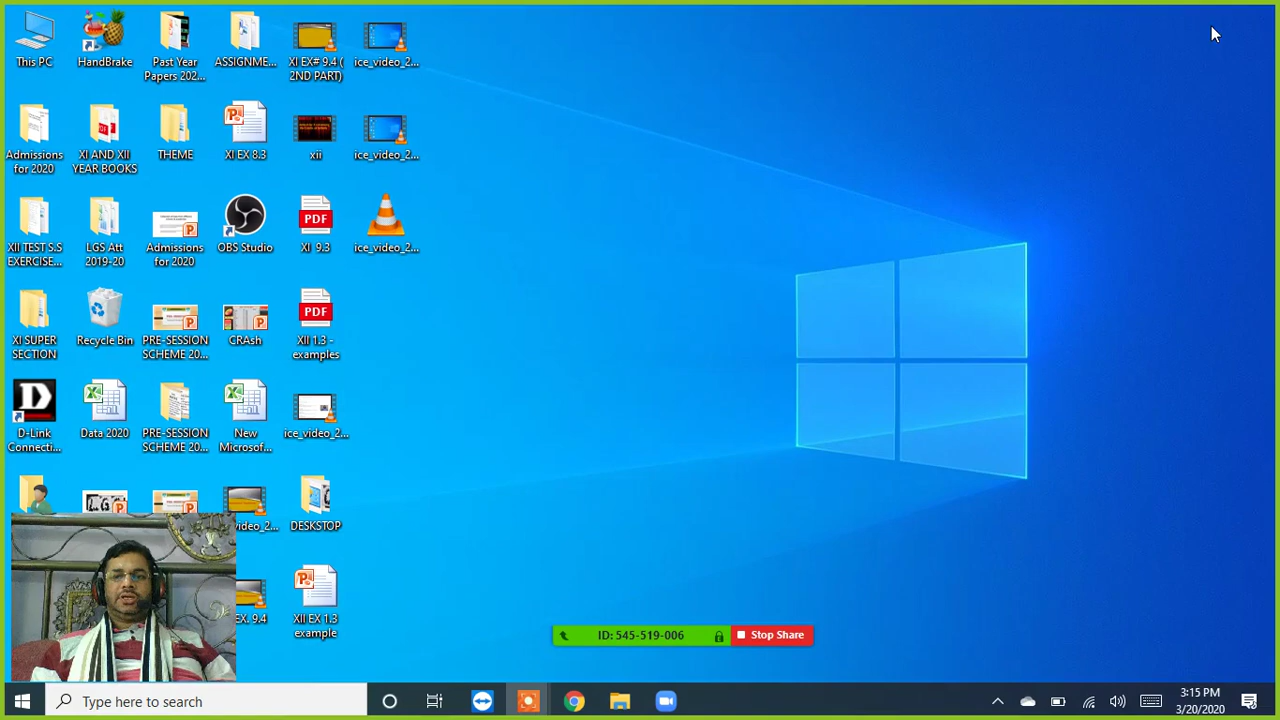 This PC
HandBrake
Past Year
Papers 202...
ASSIGNME...
XI EX# 9.4 (
2ND PART)
ice_video_2...
Admissions
for 2020
XI AND XII
YEAR BOOKS
THEME
XI EX 8.3
xii
ice_video_2...
XII TEST S.S
EXERCISE...
LGS Att
2019-20
Admissions
for 2020
OBS Studio
PDF
XI 9.3
ice_video_2...
XI SUPER
SECTION
Recycle Bin
PRE-SESSION
SCHEME 20...
CRAsh
PDF
XII 1.3 -
examples
D-Link
Connecti...
Data 2020
PRE-SESSION
SCHEME 20...
New
Microsof...
ice_video_2...
video_2...
DESKSTOP
EX. 9.4
XII EX 1.3
example
ID: 545-519-006
Stop Share
Type here to search
3:15 PM
3/20/2020